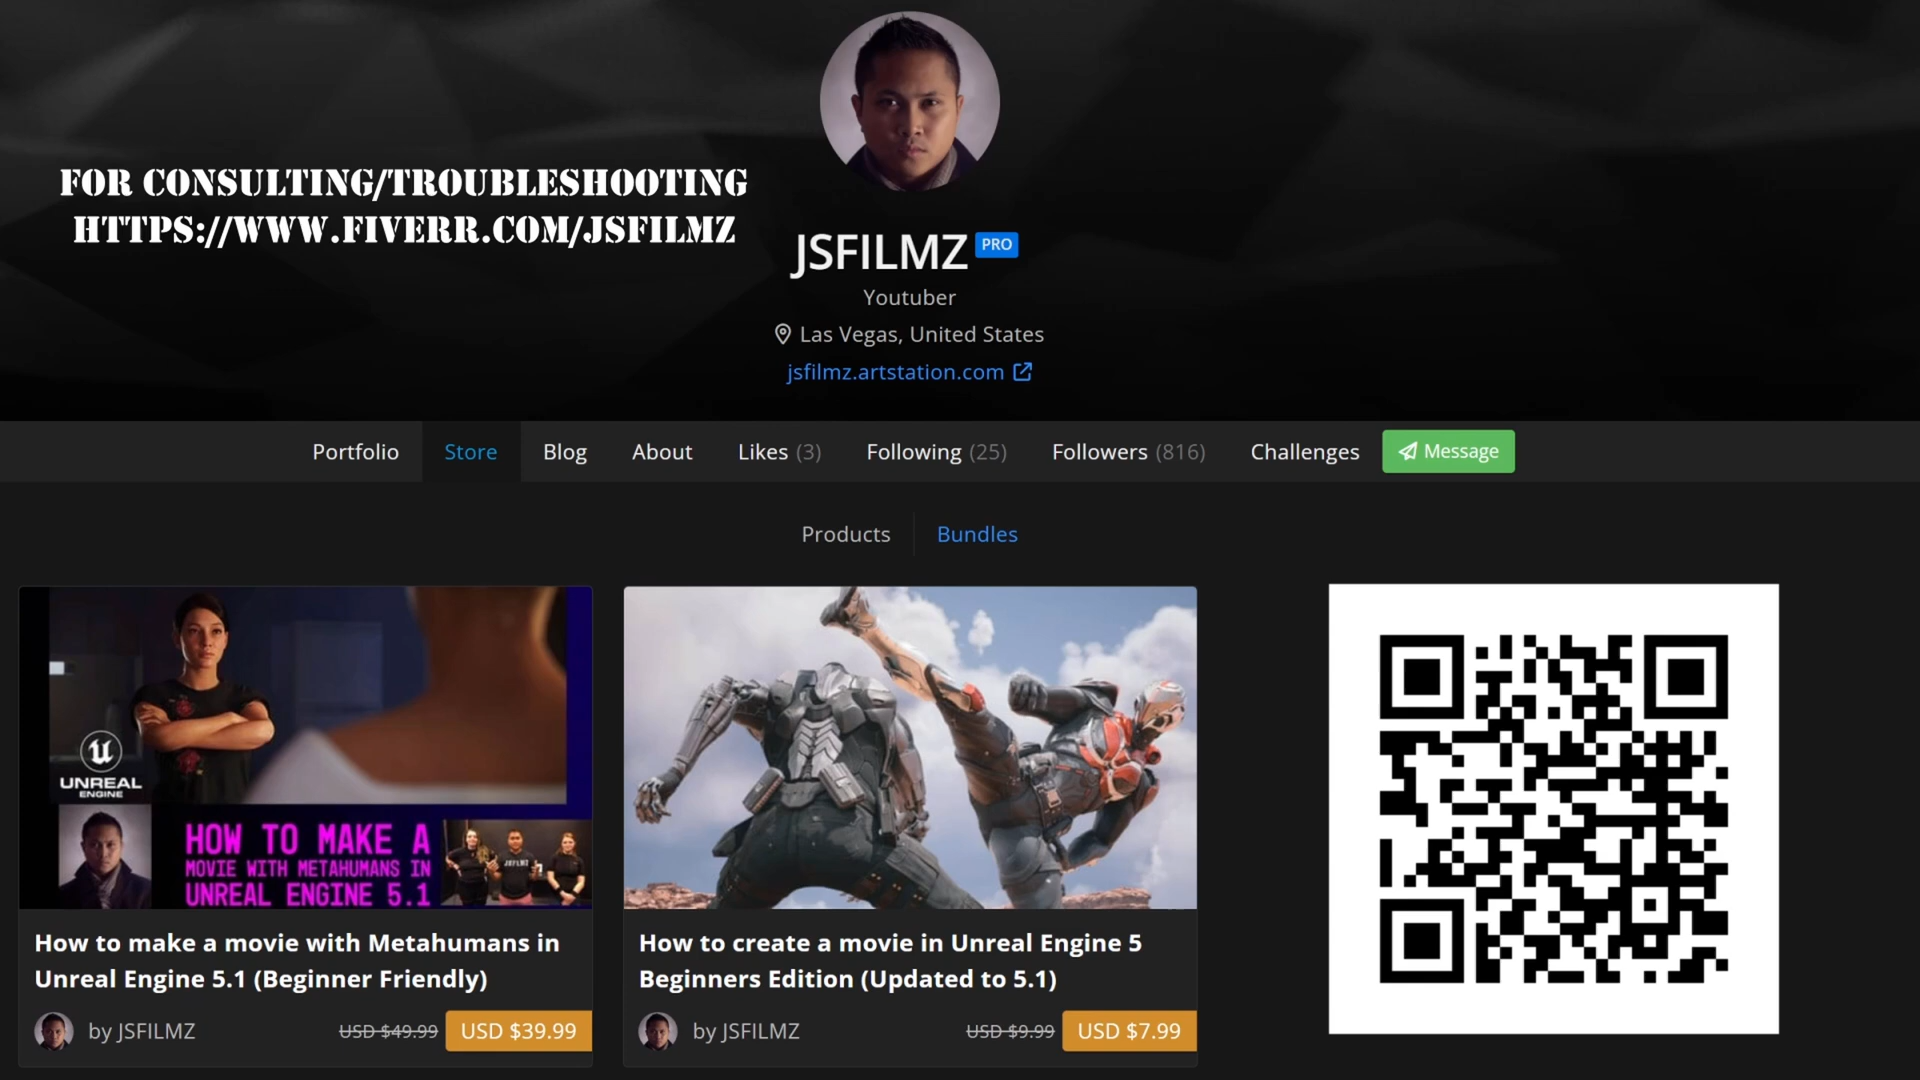 FOR CONSULTING/TROUBLESHOOTING
HTTPS://WWW.FIVERR.COM/JSFILMZ
JSFILMZ PRO
Youtuber
Las Vegas, United States
jsfilmz.artstation.com
Portfolio Store Blog About Likes (3) Following (25) Followers (816) Challenges Message
Products Bundles
UNREAL
ENGINE
HOW TO MAKE A
MOVIE WITH METAHUMANS IN
UNREAL ENGINE 5.1
JSFILMZ
How to make a movie with Metahumans in
Unreal Engine 5.1 (Beginner Friendly)
by JSFILMZ USD $49.99 USD $39.99
How to create a movie in Unreal Engine 5
Beginners Edition (Updated to 5.1)
by JSFILMZ USD $9.99 USD $7.99